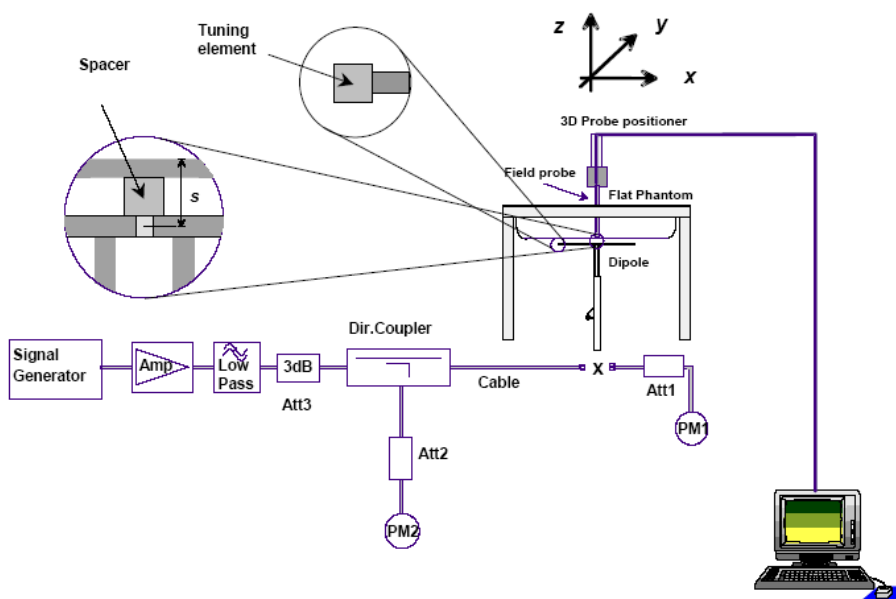 Tuning
element
Spacer
s
z
y
x
3D Probe positioner
Field probe
Flat Phantom
Dipole
Signal
Generator
Amp
Low
Pass
3dB
Att3
Dir.Coupler
Cable
X
Att1
PM1
Att2
PM2